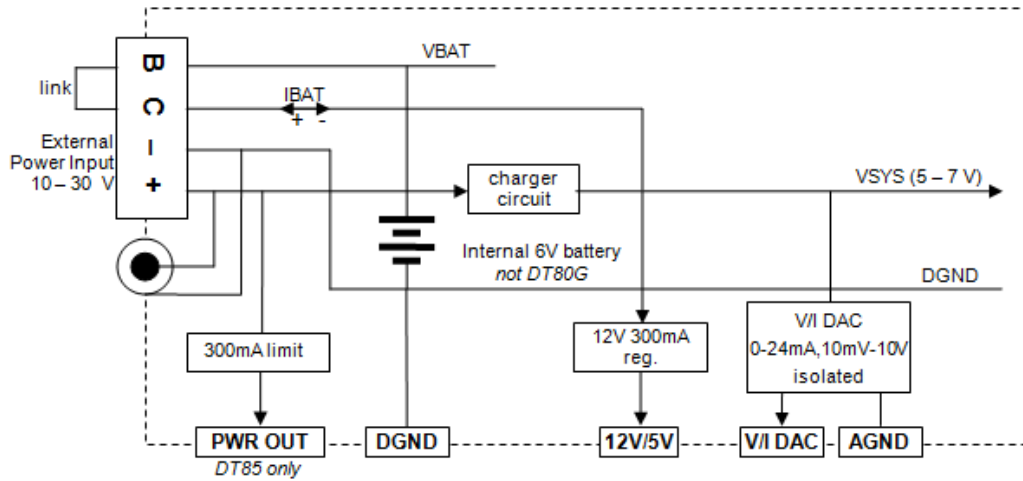 B
C
–
+
link
External
Power Input
10 – 30 V
VBAT
IBAT
+ -
charger
circuit
VSYS (5 – 7 V)
Internal 6V battery
not DT80G
DGND
300mA limit
12V 300mA
reg.
V/I DAC
0-24mA,10mV-10V
isolated
PWR OUT
DGND
12V/5V
V/I DAC
AGND
DT85 only